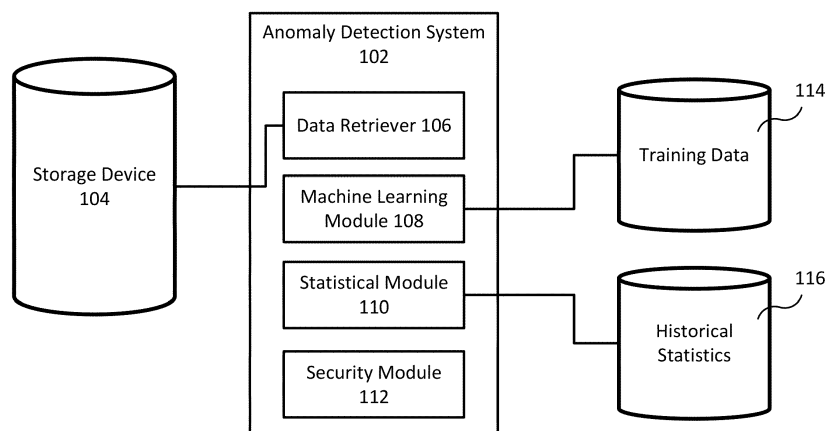 Anomaly Detection System
102
Storage Device
104
Data Retriever 106
Machine Learning
Module 108
Statistical Module
110
Security Module
112
114
Training Data
116
Historical
Statistics